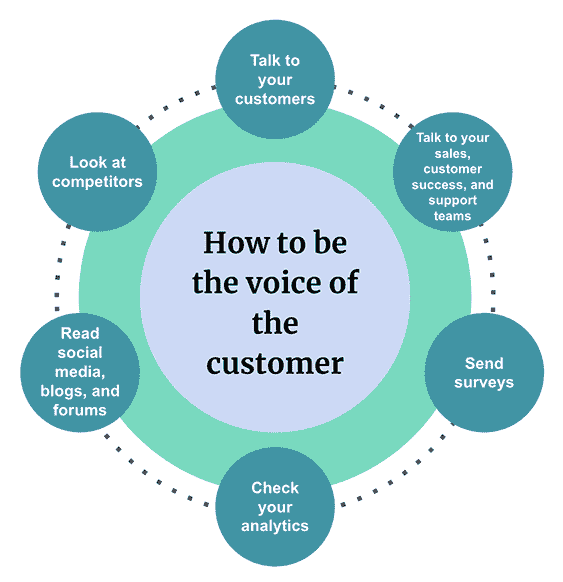 Talk to
your
customers
Talk to your
sales,
customer
success, and
support
teams
Send
surveys
Check
your
analytics
Read
social
media,
blogs, and
forums
Look at
competitors
How to be
the voice of
the
customer